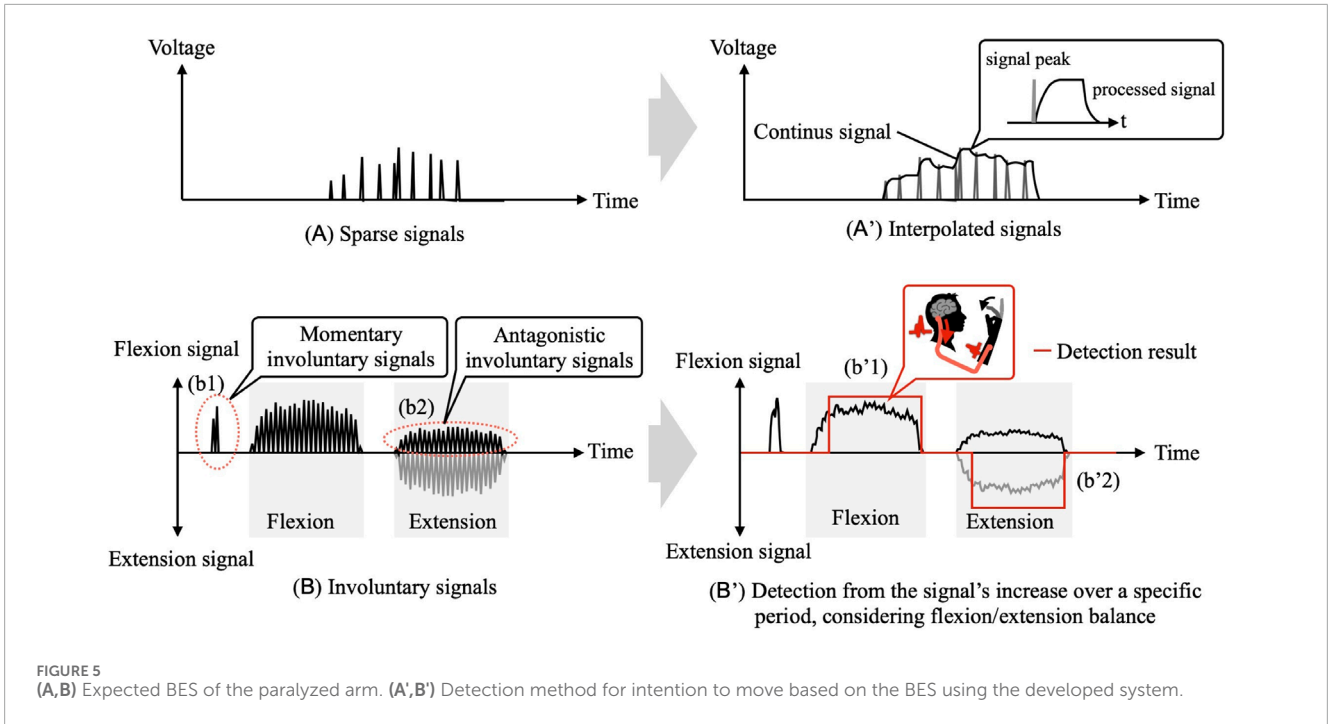 Voltage
Time
(A) Sparse signals
Voltage
signal peak
processed signal
t
Continus signal
Time
(A') Interpolated signals
Momentary
involuntary signals
Antagonistic
involuntary signals
Flexion signal
(b1)
(b2)
Time
Flexion
Extension
Extension signal
(B) Involuntary signals
Flexion signal
(b'1)
Detection result
Time
(b'2)
Flexion
Extension
Extension signal
(B') Detection from the signal's increase over a specific
period, considering flexion/extension balance
FIGURE 5
(A,B) Expected BES of the paralyzed arm. (A',B') Detection method for intention to move based on the BES using the developed system.